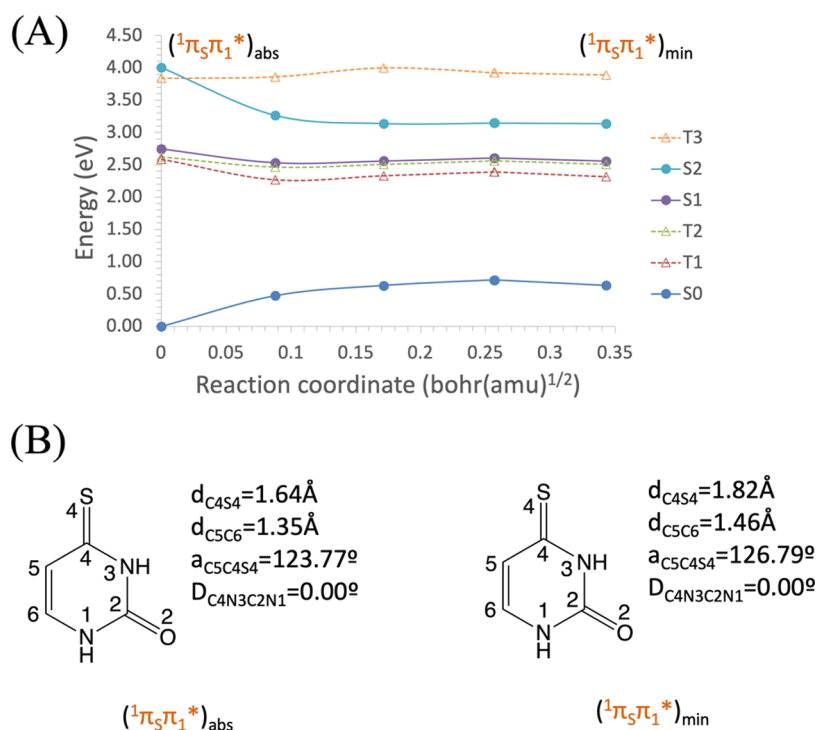 (A)
(¹πSπ1*)abs
(¹πSπ1*)min
4.50
4.00
3.50
3.00
2.50
2.00
1.50
1.00
0.50
0.00
Energy (eV)
0 0.05 0.1 0.15 0.2 0.25 0.3 0.35
Reaction coordinate (bohr(amu)1/2)
T3
S2
S1
T2
T1
S0
(B)
S
4
4
5
3 NH
6
1
2
2
N
H
O
dC4S4=1.64Å
dC5C6=1.35Å
aC5C4S4=123.77º
DC4N3C2N1=0.00º
(¹πSπ1*)abs
S
4
4
5
3 NH
6
1
2
2
N
H
O
dC4S4=1.82Å
dC5C6=1.46Å
aC5C4S4=126.79º
DC4N3C2N1=0.00º
(¹πSπ1*)min